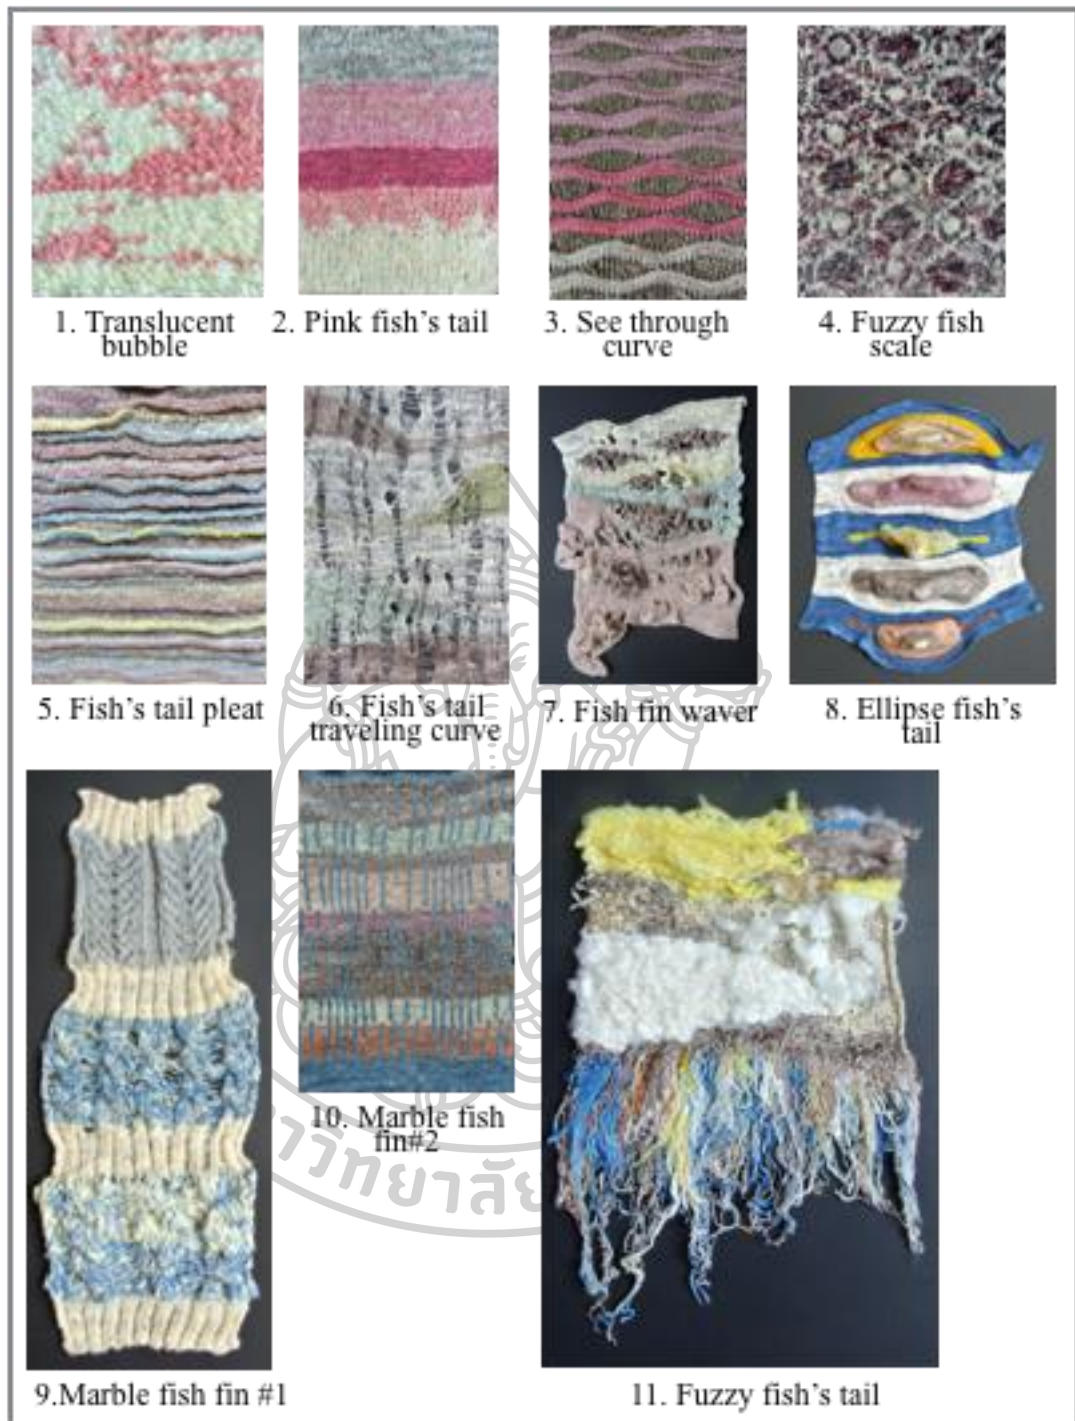 1. Translucent
bubble
2. Pink fish's tail
3. See through
curve
4. Fuzzy fish
scale
5. Fish's tail pleat
6. Fish's tail
traveling curve
7. Fish fin waver
8. Ellipse fish's
tail
9.Marble fish fin #1
10. Marble fish
fin#2
11. Fuzzy fish's tail